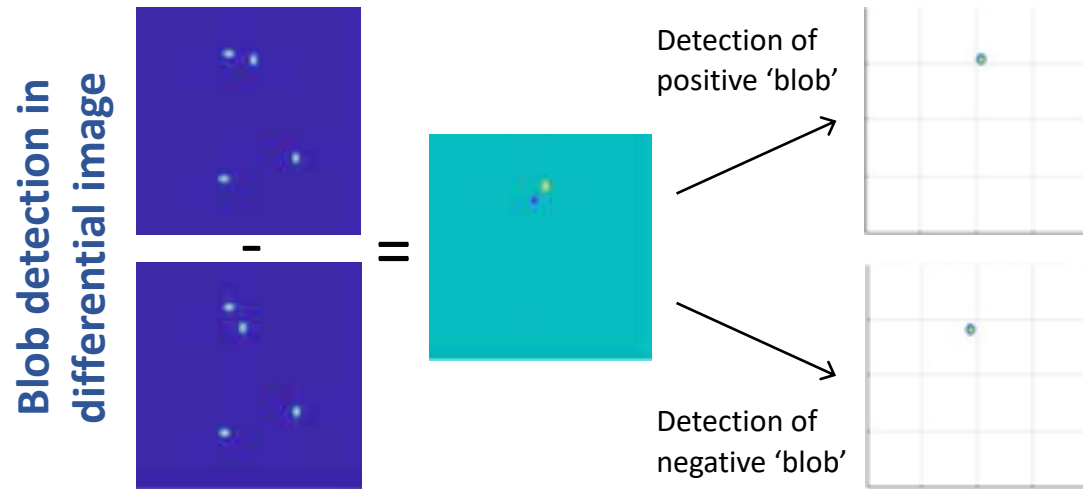 Blob detection in
differential image
-
=
Detection of
positive ‘blob’
Detection of
negative ‘blob’